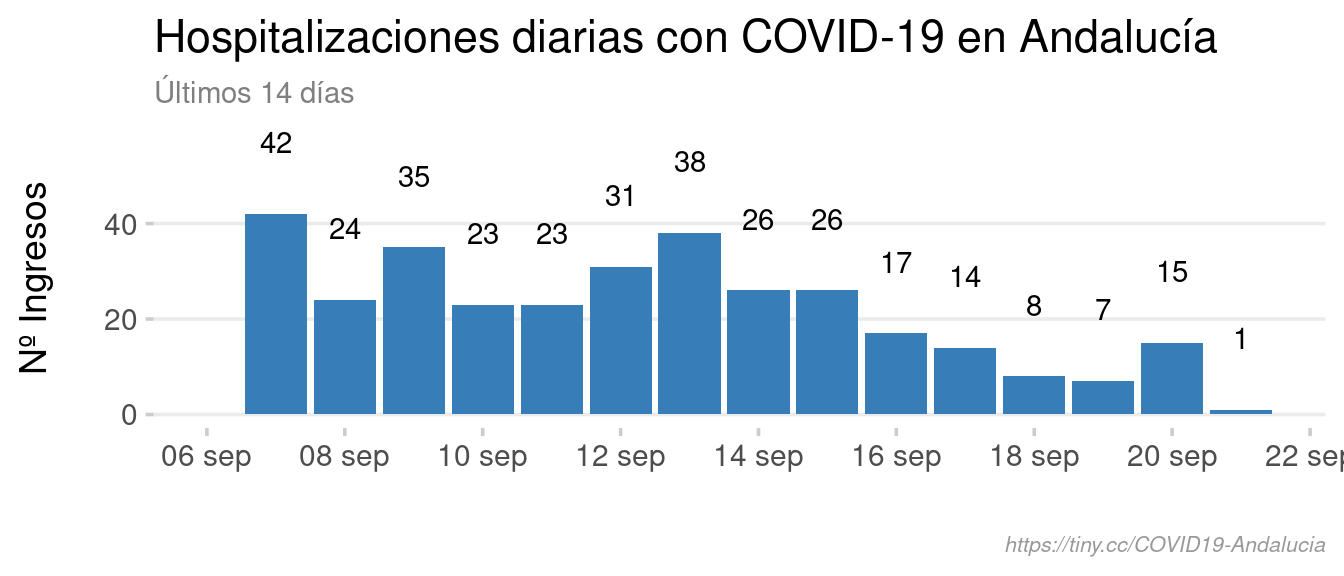 Hospitalizaciones diarias con COVID-19 en Andalucía
Últimos 14 días
Nº Ingresos
42 24 35 23 23 31 38 26 26 17 14 8 7 15 1
40
20
0
06 sep 08 sep 10 sep 12 sep 14 sep 16 sep 18 sep 20 sep 22 sep
https://tiny.cc/COVID19-Andalucia